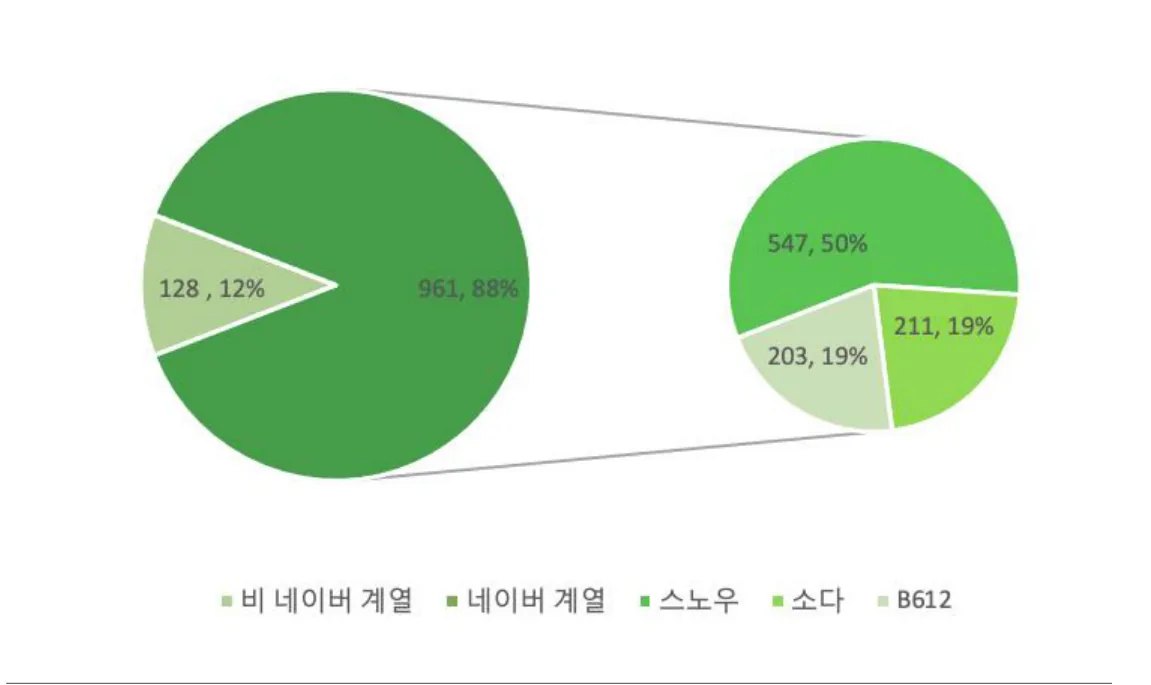 547, 50%
128 , 12%
961, 88%
211, 19%
203, 19%
비 네이버 계열
네이버 계열
스노우
소다
B612